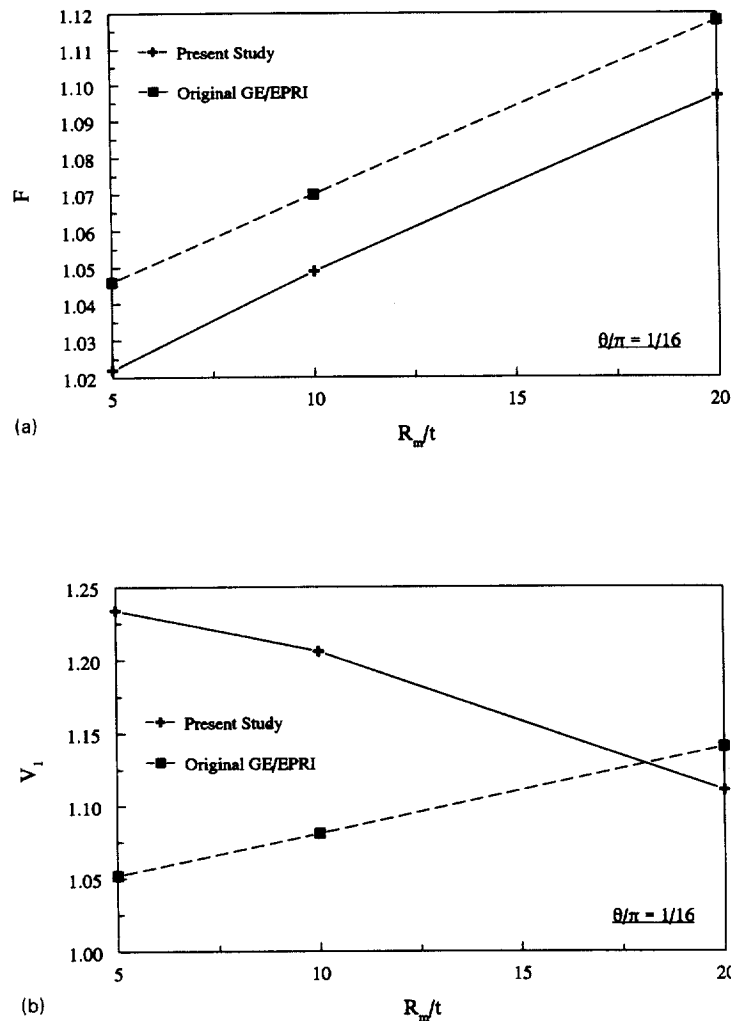 1.12
1.11
1.10
1.09
1.08
1.07
1.06
1.05
1.04
1.03
1.02
F
Present Study
Original GE/EPRI
θ/π = 1/16
5 10 15 20
(a)
R_m/t
1.25
1.20
1.15
1.10
1.05
1.00
V_1
Present Study
Original GE/EPRI
θ/π = 1/16
5 10 15 20
(b)
R_m/t